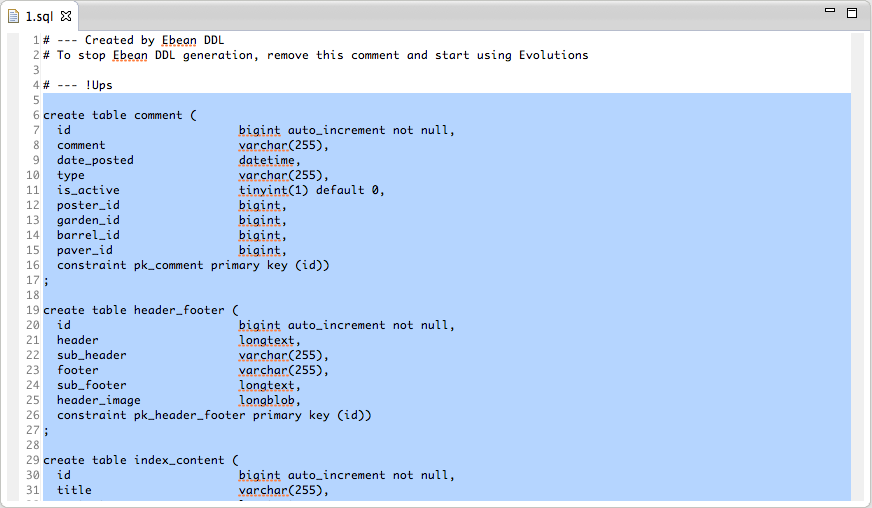 1.sql
1 # --- Created by Ebean DDL
2 # To stop Ebean DDL generation, remove this comment and start using Evolutions
3
4 # --- !Ups
5
6 create table comment (
7   id                        bigint auto_increment not null,
8   comment                   varchar(255),
9   date_posted               datetime,
10   type                      varchar(255),
11   is_active                 tinyint(1) default 0,
12   poster_id                 bigint,
13   garden_id                 bigint,
14   barrel_id                 bigint,
15   paver_id                  bigint,
16   constraint pk_comment primary key (id))
17 ;
18
19 create table header_footer (
20   id                        bigint auto_increment not null,
21   header                    longtext,
22   sub_header                varchar(255),
23   footer                    varchar(255),
24   sub_footer                longtext,
25   header_image              longblob,
26   constraint pk_header_footer primary key (id))
27 ;
28
29 create table index_content (
30   id                        bigint auto_increment not null,
31   title                     varchar(255),